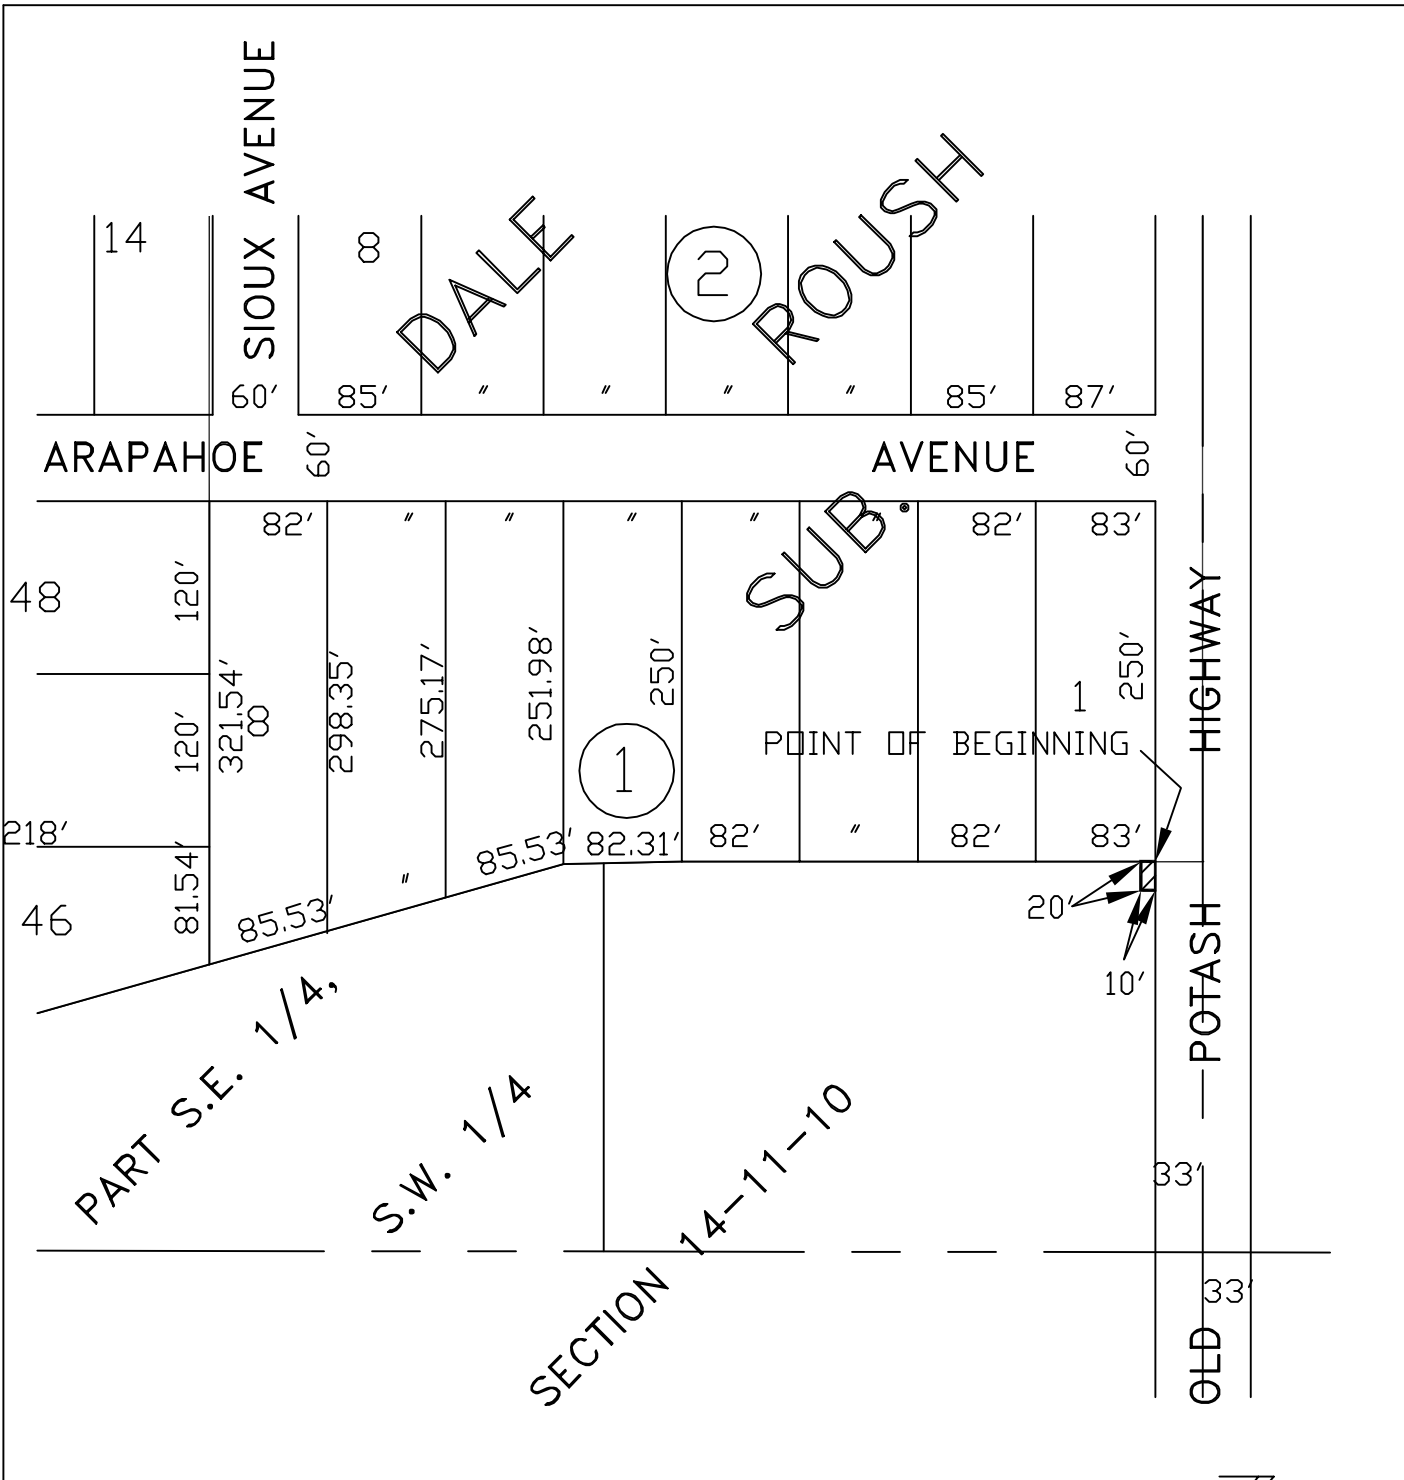 SIOUX AVENUE
DALE ROUSH
SUB.
14
8
2
60' 85' " " " " 85' 87'
ARAPAHOE AVENUE
60'
60'
82' " " " " " 82' 83'
48
120'
120'
218'
81.54'
46
321.54'
8
298.35'
275.17'
251.98'
250'
250'
1
1
POINT OF BEGINNING
85.53' " 85.53' 82.31' 82' " 82' 83'
20'
10'
OLD POTASH HIGHWAY
33'
33'
PART S.E. 1/4,
S.W. 1/4
SECTION 14-11-10